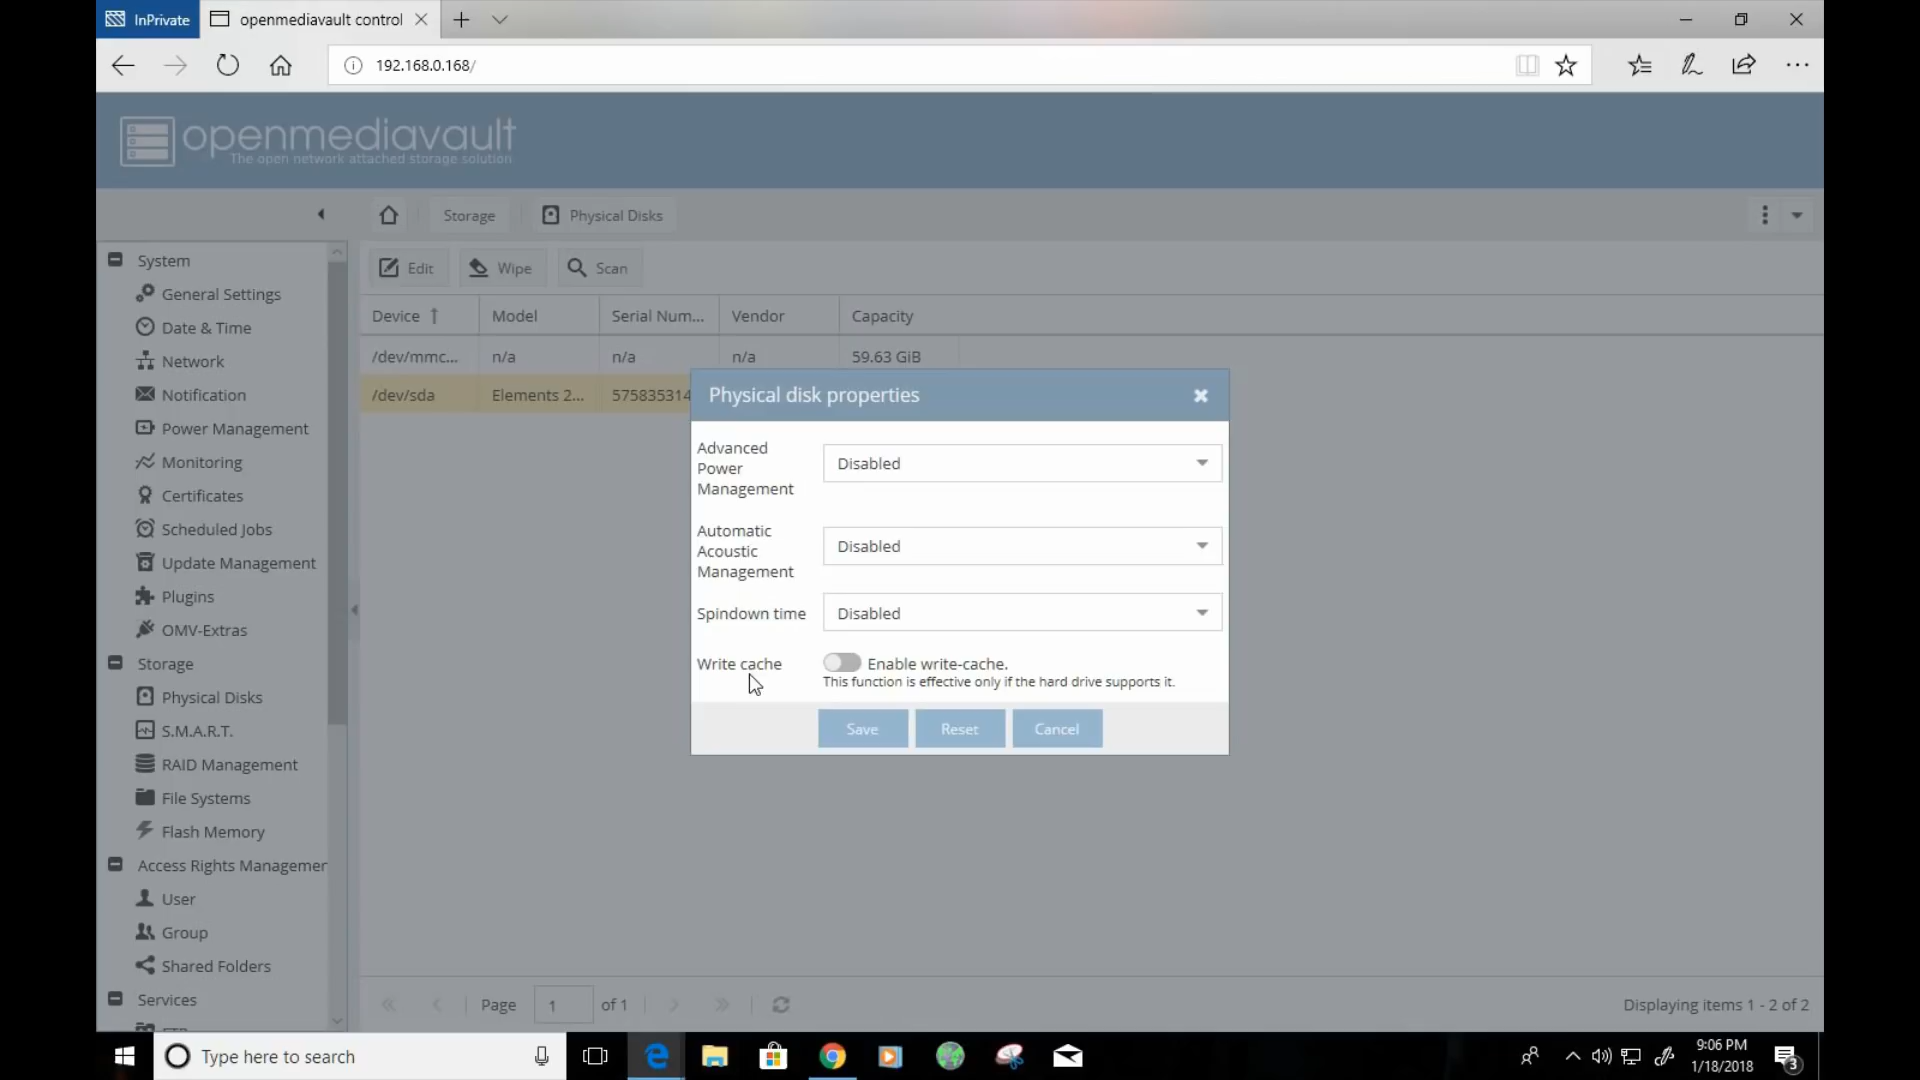 InPrivate
openmediavault control
192.168.0.168/
openmediavault
The open network attached storage solution
Storage
Physical Disks
System
General Settings
Date & Time
Network
Notification
Power Management
Monitoring
Certificates
Scheduled Jobs
Update Management
Plugins
OMV-Extras
Storage
Physical Disks
S.M.A.R.T.
RAID Management
File Systems
Flash Memory
Access Rights Managemer
User
Group
Shared Folders
Services
Edit
Wipe
Scan
Device
Model
Serial Num...
Vendor
Capacity
/dev/mmc...
n/a
n/a
n/a
59.63 GiB
/dev/sda
Elements 2...
575835314
Physical disk properties
Advanced
Power
Management
Disabled
Automatic
Acoustic
Management
Disabled
Spindown time
Disabled
Write cache
Enable write-cache.
This function is effective only if the hard drive supports it.
Save
Reset
Cancel
Page
1
of 1
Displaying items 1 - 2 of 2
Type here to search
9:06 PM
1/18/2018
3